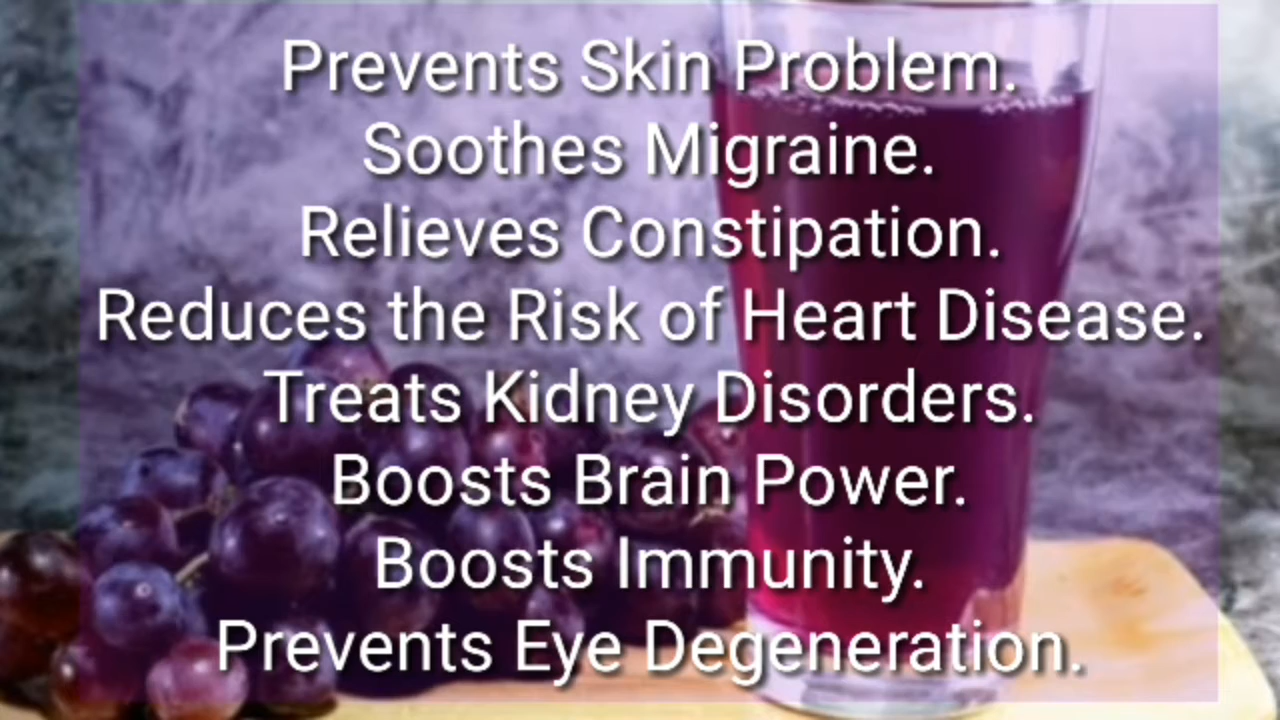 Prevents Skin Problem.
Soothes Migraine.
Relieves Constipation.
Reduces the Risk of Heart Disease.
Treats Kidney Disorders.
Boosts Brain Power.
Boosts Immunity.
Prevents Eye Degeneration.